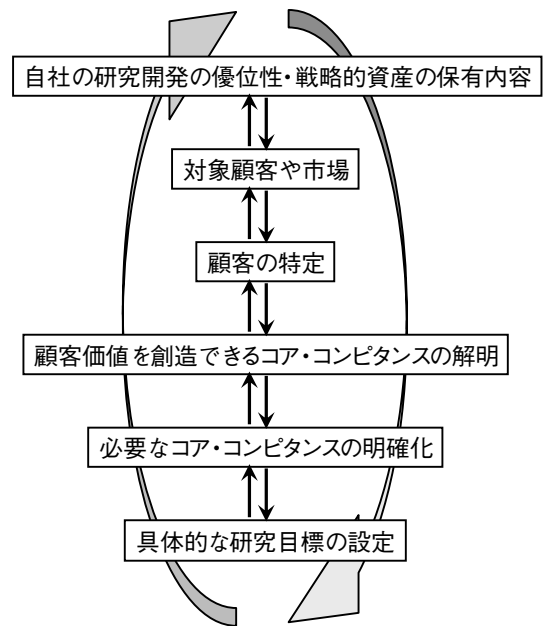 自社の研究開発の優位性・戦略的資産の保有内容
対象顧客や市場
顧客の特定
顧客価値を創造できるコア・コンピタンスの解明
必要なコア・コンピタンスの明確化
具体的な研究目標の設定